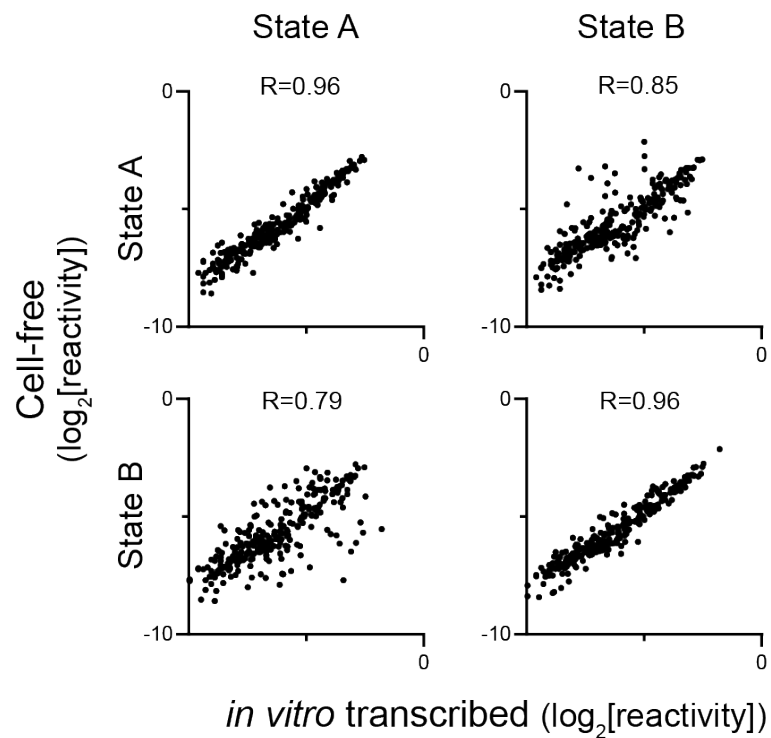 State A State B
0 R=0.96 0 R=0.85
State A
-10 0 -10 0
Cell-free
(log2[reactivity])
0 R=0.79 0 R=0.96
State B
-10 0 -10 0
in vitro transcribed (log2[reactivity])